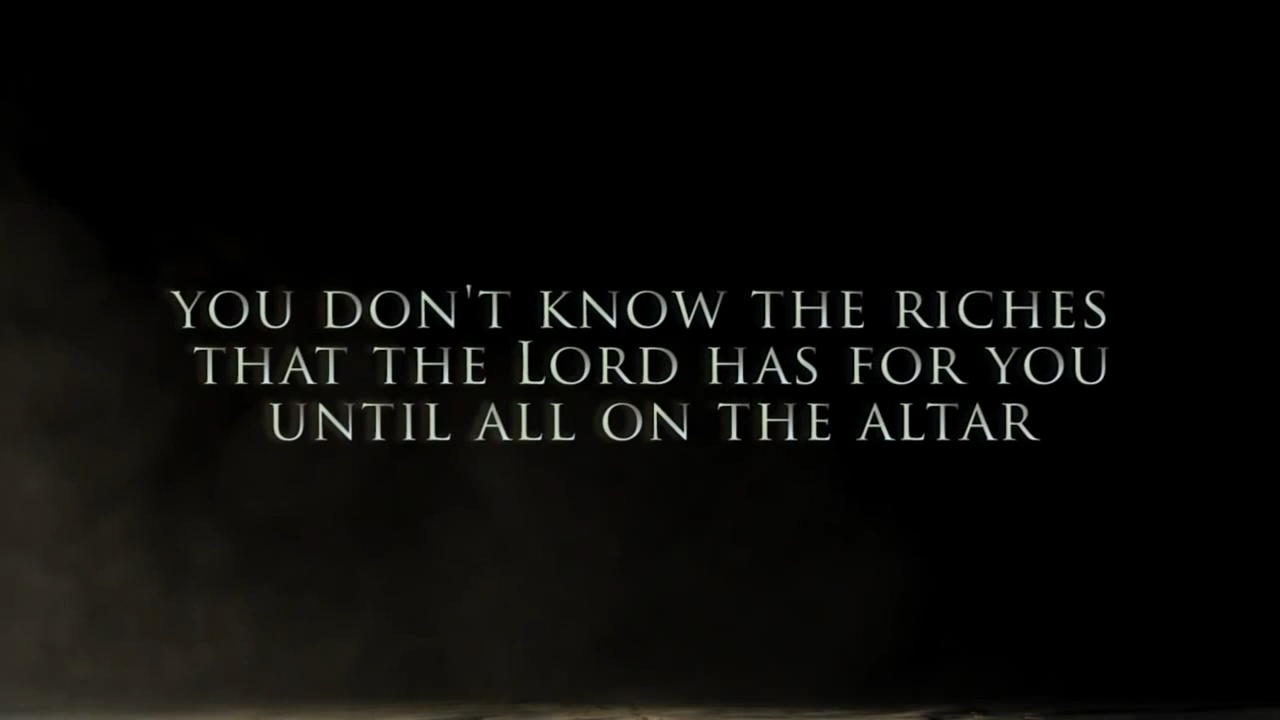 YOU DON'T KNOW THE RICHES
THAT THE LORD HAS FOR YOU
UNTIL ALL ON THE ALTAR